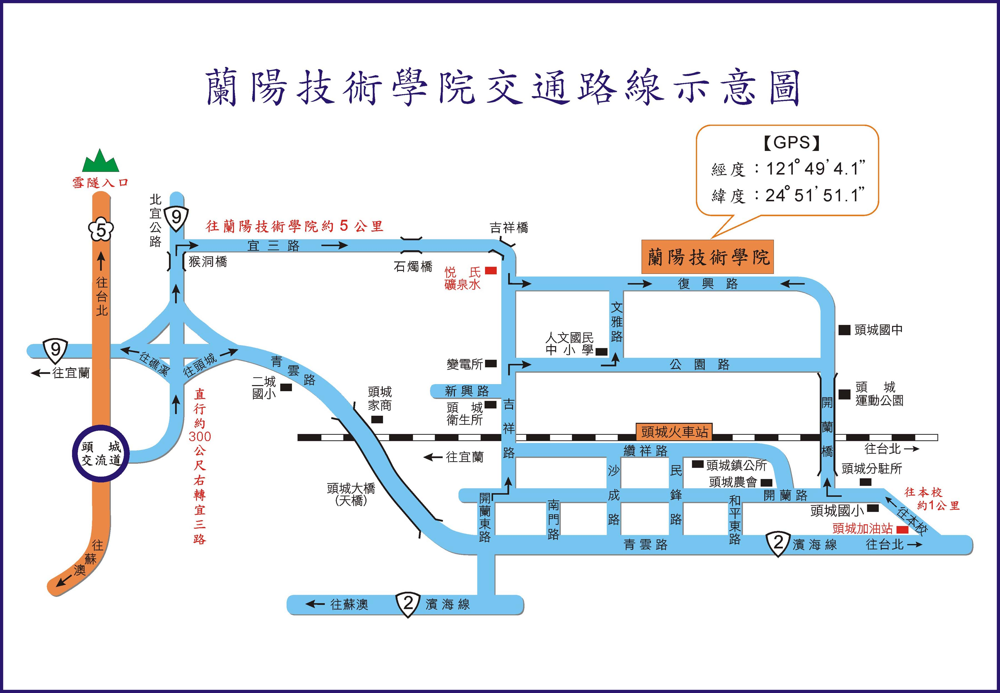 蘭陽技術學院交通路線示意圖
【GPS】
經度：121°49’4.1”
緯度：24°51’51.1”
蘭陽技術學院
雪隧入口
5
往台北
北宜公路
9
往蘭陽技術學院約5公里
宜三路
猴洞橋
石燭橋
吉祥橋
悦氏
礦泉水
復興路
文雅路
人文國民
中小學
頭城國中
9
往宜蘭
往礁溪
往頭城
青雲路
二城
國小
頭城
家商
變電所
公園路
新興路
頭城
衛生所
吉祥路
開蘭橋
頭城
運動公園
直行約300公尺右轉宜三路
頭城
交流道
頭城火車站
往宜蘭
往台北
纘祥路
沙成路
民鋒路
頭城鎮公所
頭城農會
頭城分駐所
頭城大橋
(天橋)
開蘭東路
南門路
和平東路
開蘭路
頭城國小
往本校
約1公里
往本校
頭城加油站
青雲路
2
濱海線
往台北
往蘇澳
往蘇澳
2
濱海線